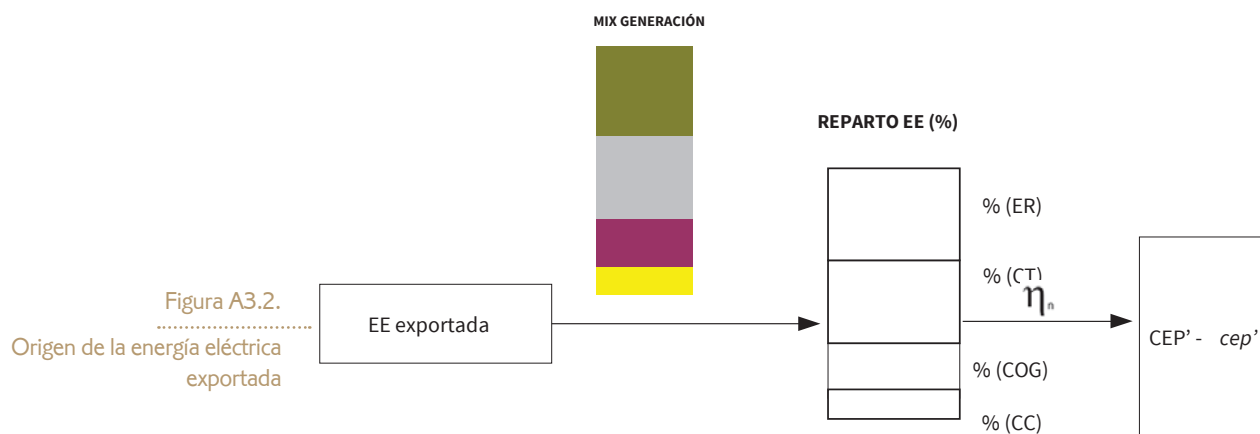 MIX GENERACIÓN
REPARTO EE (%)
% (ER)
% (CT)
ηn
Figura A3.2.
Origen de la energía eléctrica
exportada
EE exportada
CEP’ - cep’
% (COG)
% (CC)